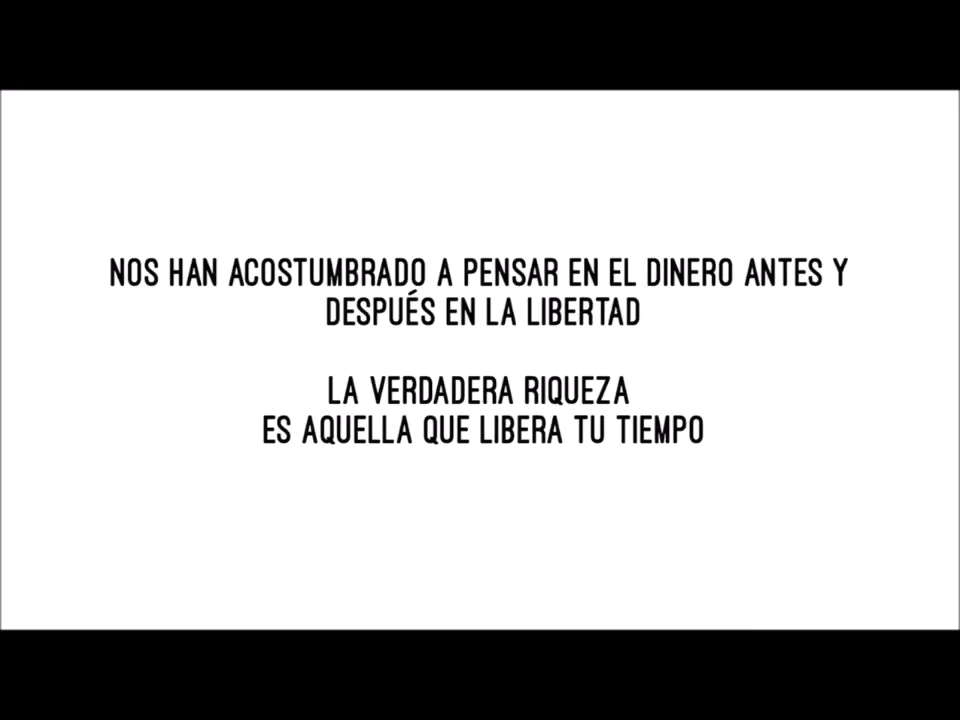 NOS HAN ACOSTUMBRADO A PENSAR EN EL DINERO ANTES Y
DESPUÉS EN LA LIBERTAD
LA VERDADERA RIQUEZA
ES AQUELLA QUE LIBERA TU TIEMPO